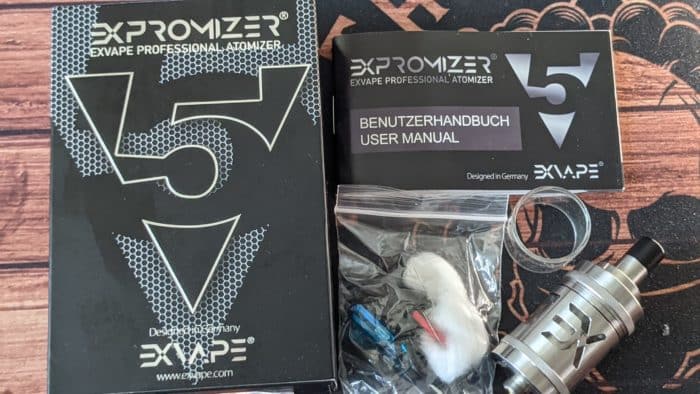 EXPROMIZER®
EXVAPE PROFESSIONAL ATOMIZER
5
Designed in Germany
EXVAPE®
www.exvape.com
EXPROMIZER®
EXVAPE PROFESSIONAL ATOMIZER
5
BENUTZERHANDBUCH
USER MANUAL
Designed in Germany
EXVAPE®
EX